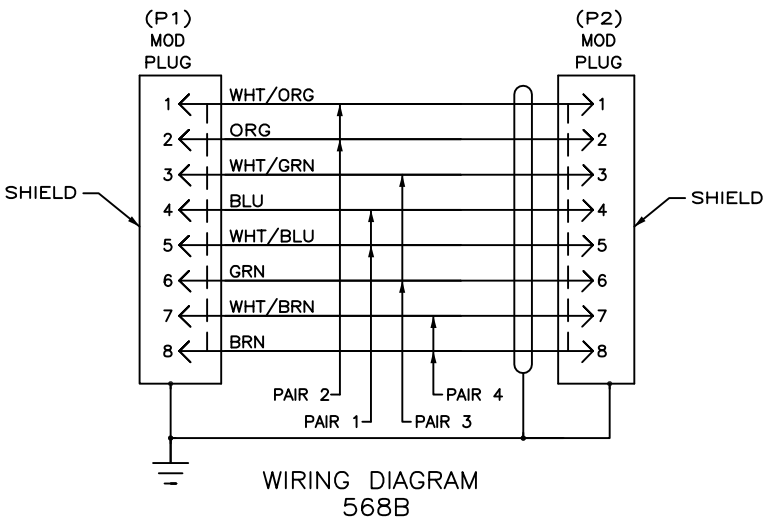 (P1)
MOD
PLUG
(P2)
MOD
PLUG
1 WHT/ORG 1
2 ORG 2
3 WHT/GRN 3
SHIELD
SHIELD
4 BLU 4
5 WHT/BLU 5
6 GRN 6
7 WHT/BRN 7
8 BRN 8
PAIR 2
PAIR 4
PAIR 1
PAIR 3
WIRING DIAGRAM
568B